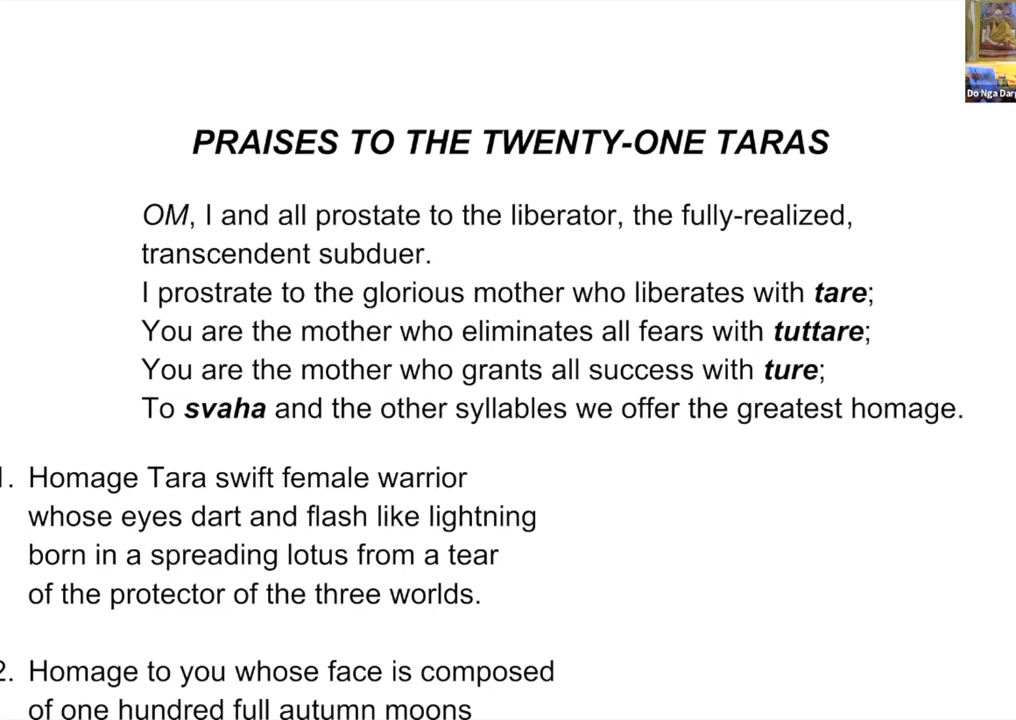 Do Nga Dar
PRAISES TO THE TWENTY-ONE TARAS
OM, I and all prostate to the liberator, the fully-realized,
transcendent subduer.
I prostrate to the glorious mother who liberates with tare;
You are the mother who eliminates all fears with tuttare;
You are the mother who grants all success with ture;
To svaha and the other syllables we offer the greatest homage.
1. Homage Tara swift female warrior
whose eyes dart and flash like lightning
born in a spreading lotus from a tear
of the protector of the three worlds.
2. Homage to you whose face is composed
of one hundred full autumn moons